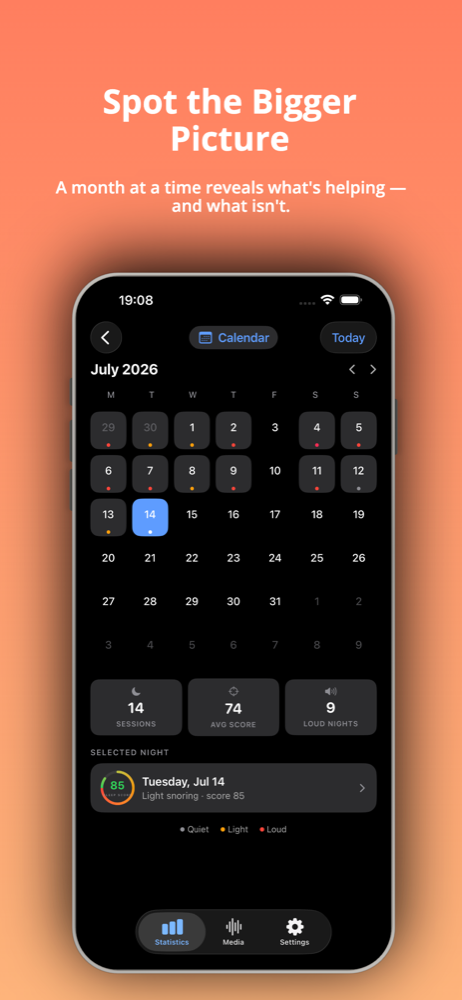 Spot the Bigger
Picture
A month at a time reveals what's helping —
and what isn't.
19:08
Calendar
Today
July 2026
M T W T F S S
29 30 1 2 3 4 5
6 7 8 9 10 11 12
13 14 15 16 17 18 19
20 21 22 23 24 25 26
27 28 29 30 31 1 2
3 4 5 6 7 8 9
14 74 9
SESSIONS AVG SCORE LOUD NIGHTS
SELECTED NIGHT
85
Tuesday, Jul 14
Light snoring · score 85
Quiet Light Loud
Statistics Media Settings